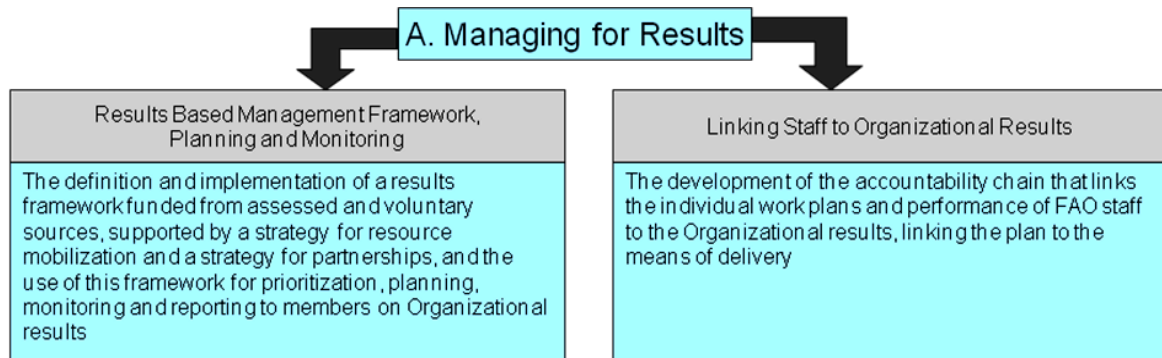 A. Managing for Results
Results Based Management Framework,
Planning and Monitoring
The definition and implementation of a results
framework funded from assessed and voluntary
sources, supported by a strategy for resource
mobilization and a strategy for partnerships, and the
use of this framework for prioritization, planning,
monitoring and reporting to members on Organizational
results
Linking Staff to Organizational Results
The development of the accountability chain that links
the individual work plans and performance of FAO staff
to the Organizational results, linking the plan to the
means of delivery